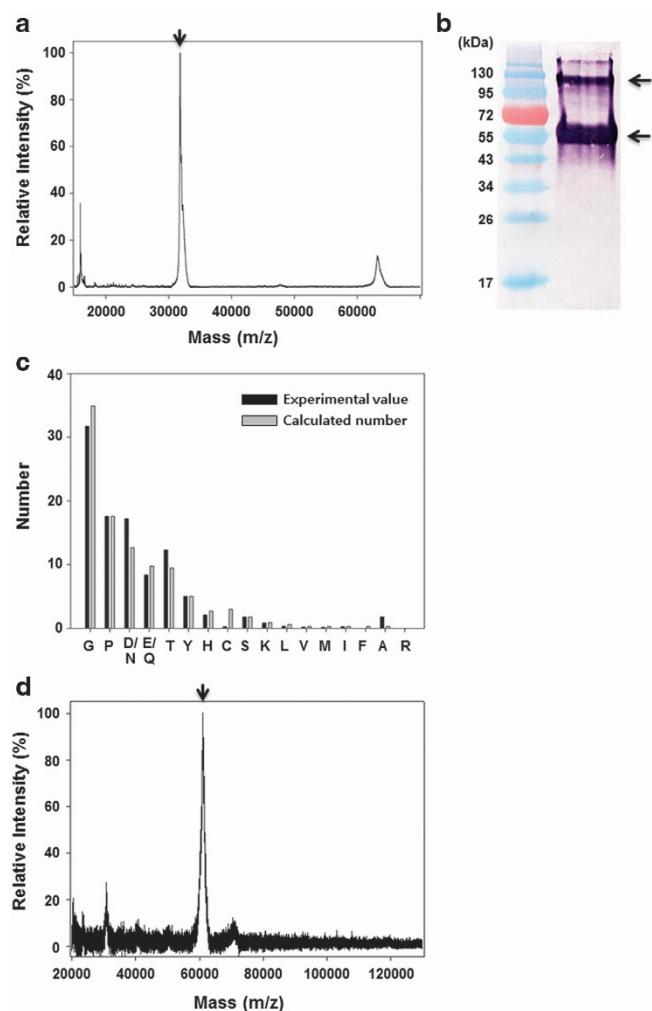 a
100
80
60
40
20
0
Relative Intensity (%)
20000 30000 40000 50000 60000
Mass (m/z)
b
(kDa)
130
95
72
55
43
34
26
17
c
40
30
20
10
0
Number
Experimental value
Calculated number
G P D/N E/Q T Y H C S K L V M I F A R
d
100
80
60
40
20
0
Relative Intensity (%)
20000 40000 60000 80000 100000 120000
Mass (m/z)